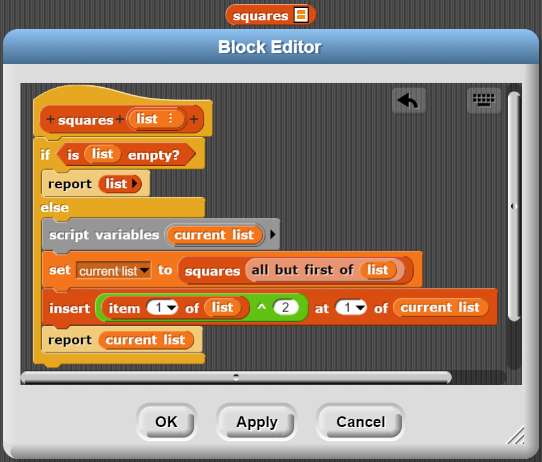 squares
Block Editor
+ squares + list ⋮ +
if is list empty?
report list
else
script variables current list
set current list to squares all but first of list
insert item 1 of list ^ 2 at 1 of current list
report current list
OK Apply Cancel